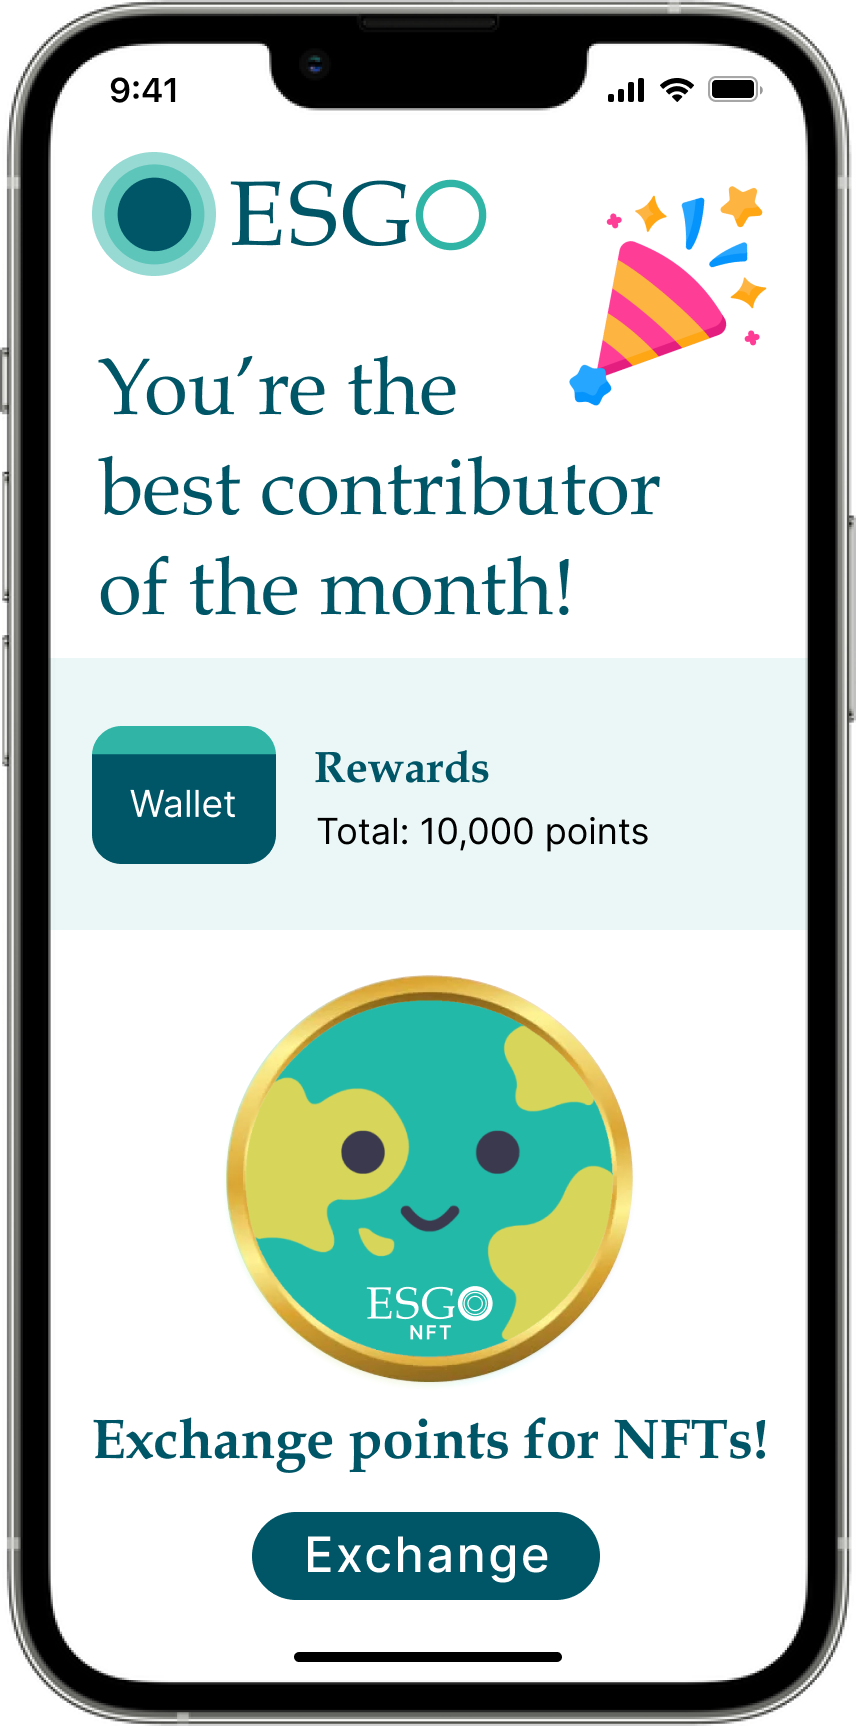 9:41
ESGO
You’re the
best contributor
of the month!
Wallet
Rewards
Total: 10,000 points
ESGO
NFT
Exchange points for NFTs!
Exchange